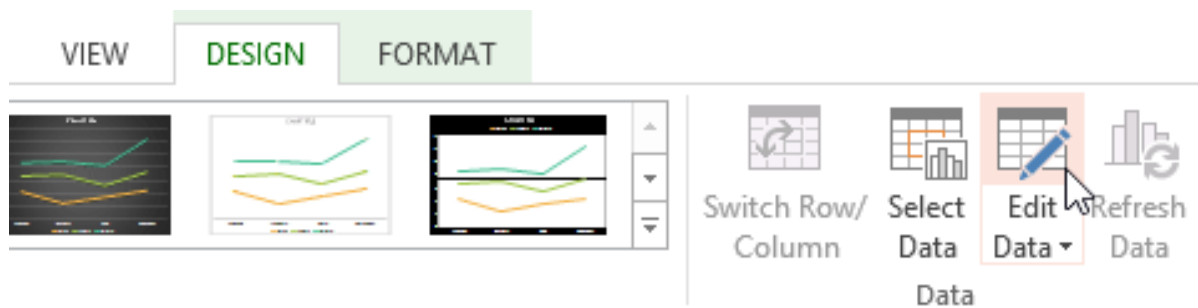 VIEW DESIGN FORMAT
Switch Row/
Column
Select
Data
Edit
Data
Refresh
Data
Data